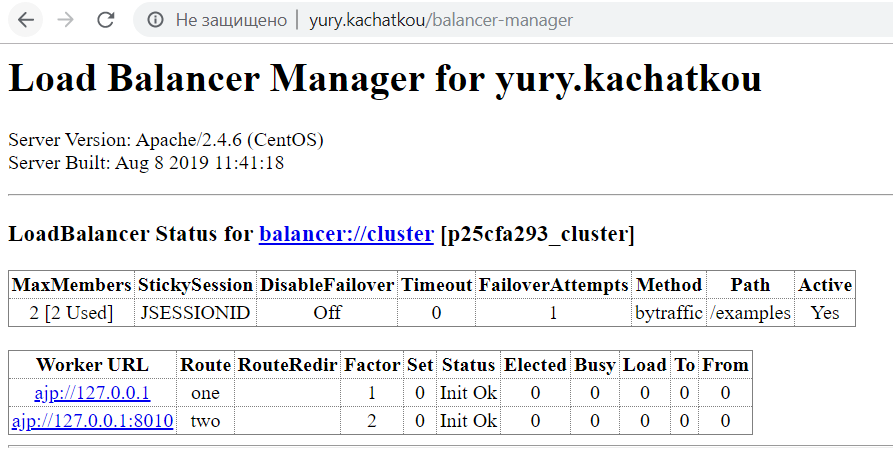 Не защищено | yury.kachatkou/balancer-manager
Load Balancer Manager for yury.kachatkou
Server Version: Apache/2.4.6 (CentOS)
Server Built: Aug 8 2019 11:41:18
LoadBalancer Status for balancer://cluster [p25cfa293_cluster]
MaxMembers StickySession DisableFailover Timeout FailoverAttempts Method Path Active
2 [2 Used] JSESSIONID Off 0 1 bytraffic /examples Yes
Worker URL Route RouteRedir Factor Set Status Elected Busy Load To From
ajp://127.0.0.1 one 1 0 Init Ok 0 0 0 0 0
ajp://127.0.0.1:8010 two 2 0 Init Ok 0 0 0 0 0